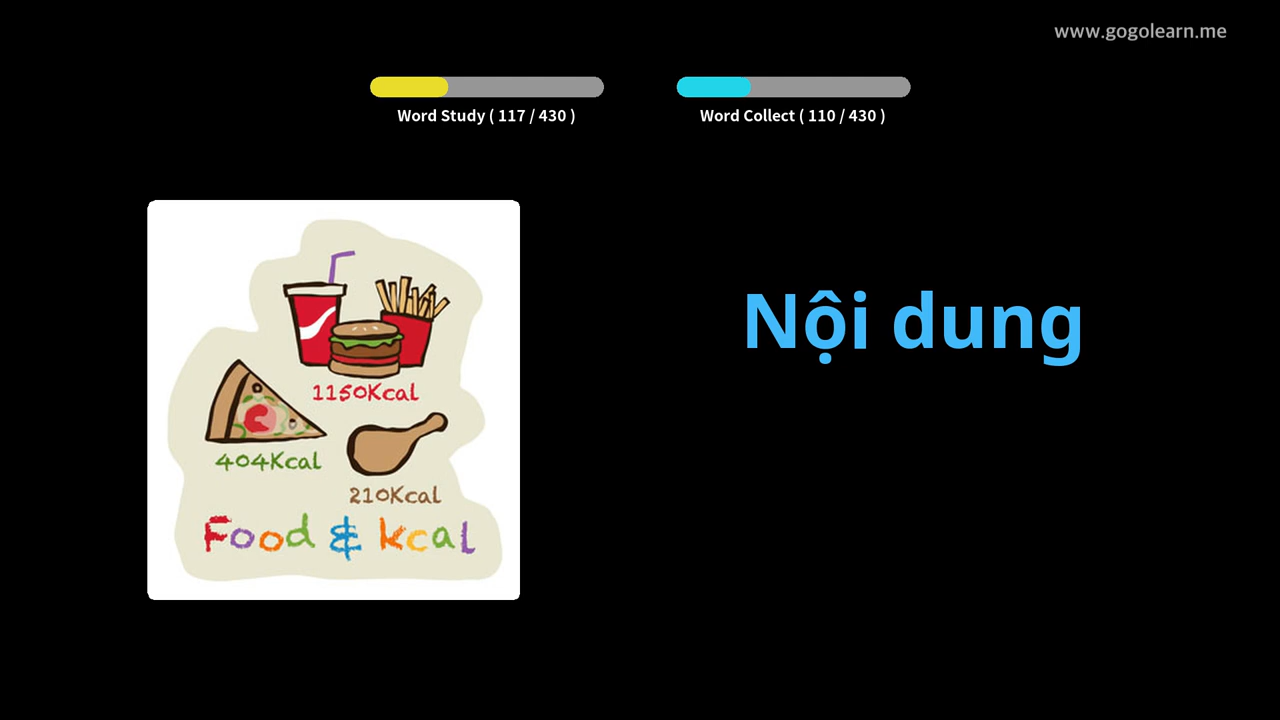 www.gogolearn.me
Word Study ( 117 / 430 )
Word Collect ( 110 / 430 )
1150Kcal
404Kcal
210Kcal
Food & kcal
Nội dung